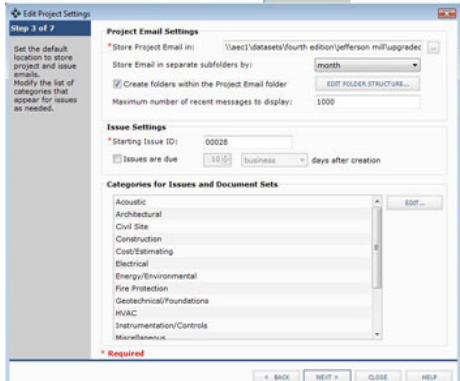 Edit Project Settings
Step 3 of 7
Set the default
location to store
project and issue
emails.
Modify the list of
categories that
appear for issues
as needed.
Project Email Settings
*Store Project Email in: \\aec1\datasets\fourth edition\jefferson mill\upgradec ...
Store Email in separate subfolders by: month
Create folders within the Project Email folder EDIT FOLDER STRUCTURE...
Maximum number of recent messages to display: 1000
Issue Settings
*Starting Issue ID: 00028
Issues are due 10 business days after creation
Categories for Issues and Document Sets
Acoustic EDIT...
Architectural
Civil Site
Construction
Cost/Estimating
Electrical
Energy/Environmental
Fire Protection
Geotechnical/Foundations
HVAC
Instrumentation/Controls
Miscellaneous
* Required
< BACK NEXT > CLOSE HELP